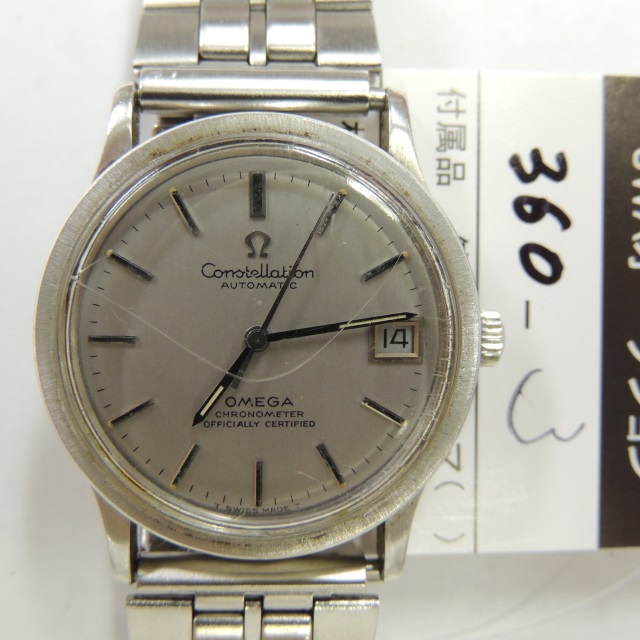 Ω
Constellation
AUTOMATIC
14
OMEGA
CHRONOMETER
OFFICIALLY CERTIFIED
T SWISS MADE T
付属品
360-